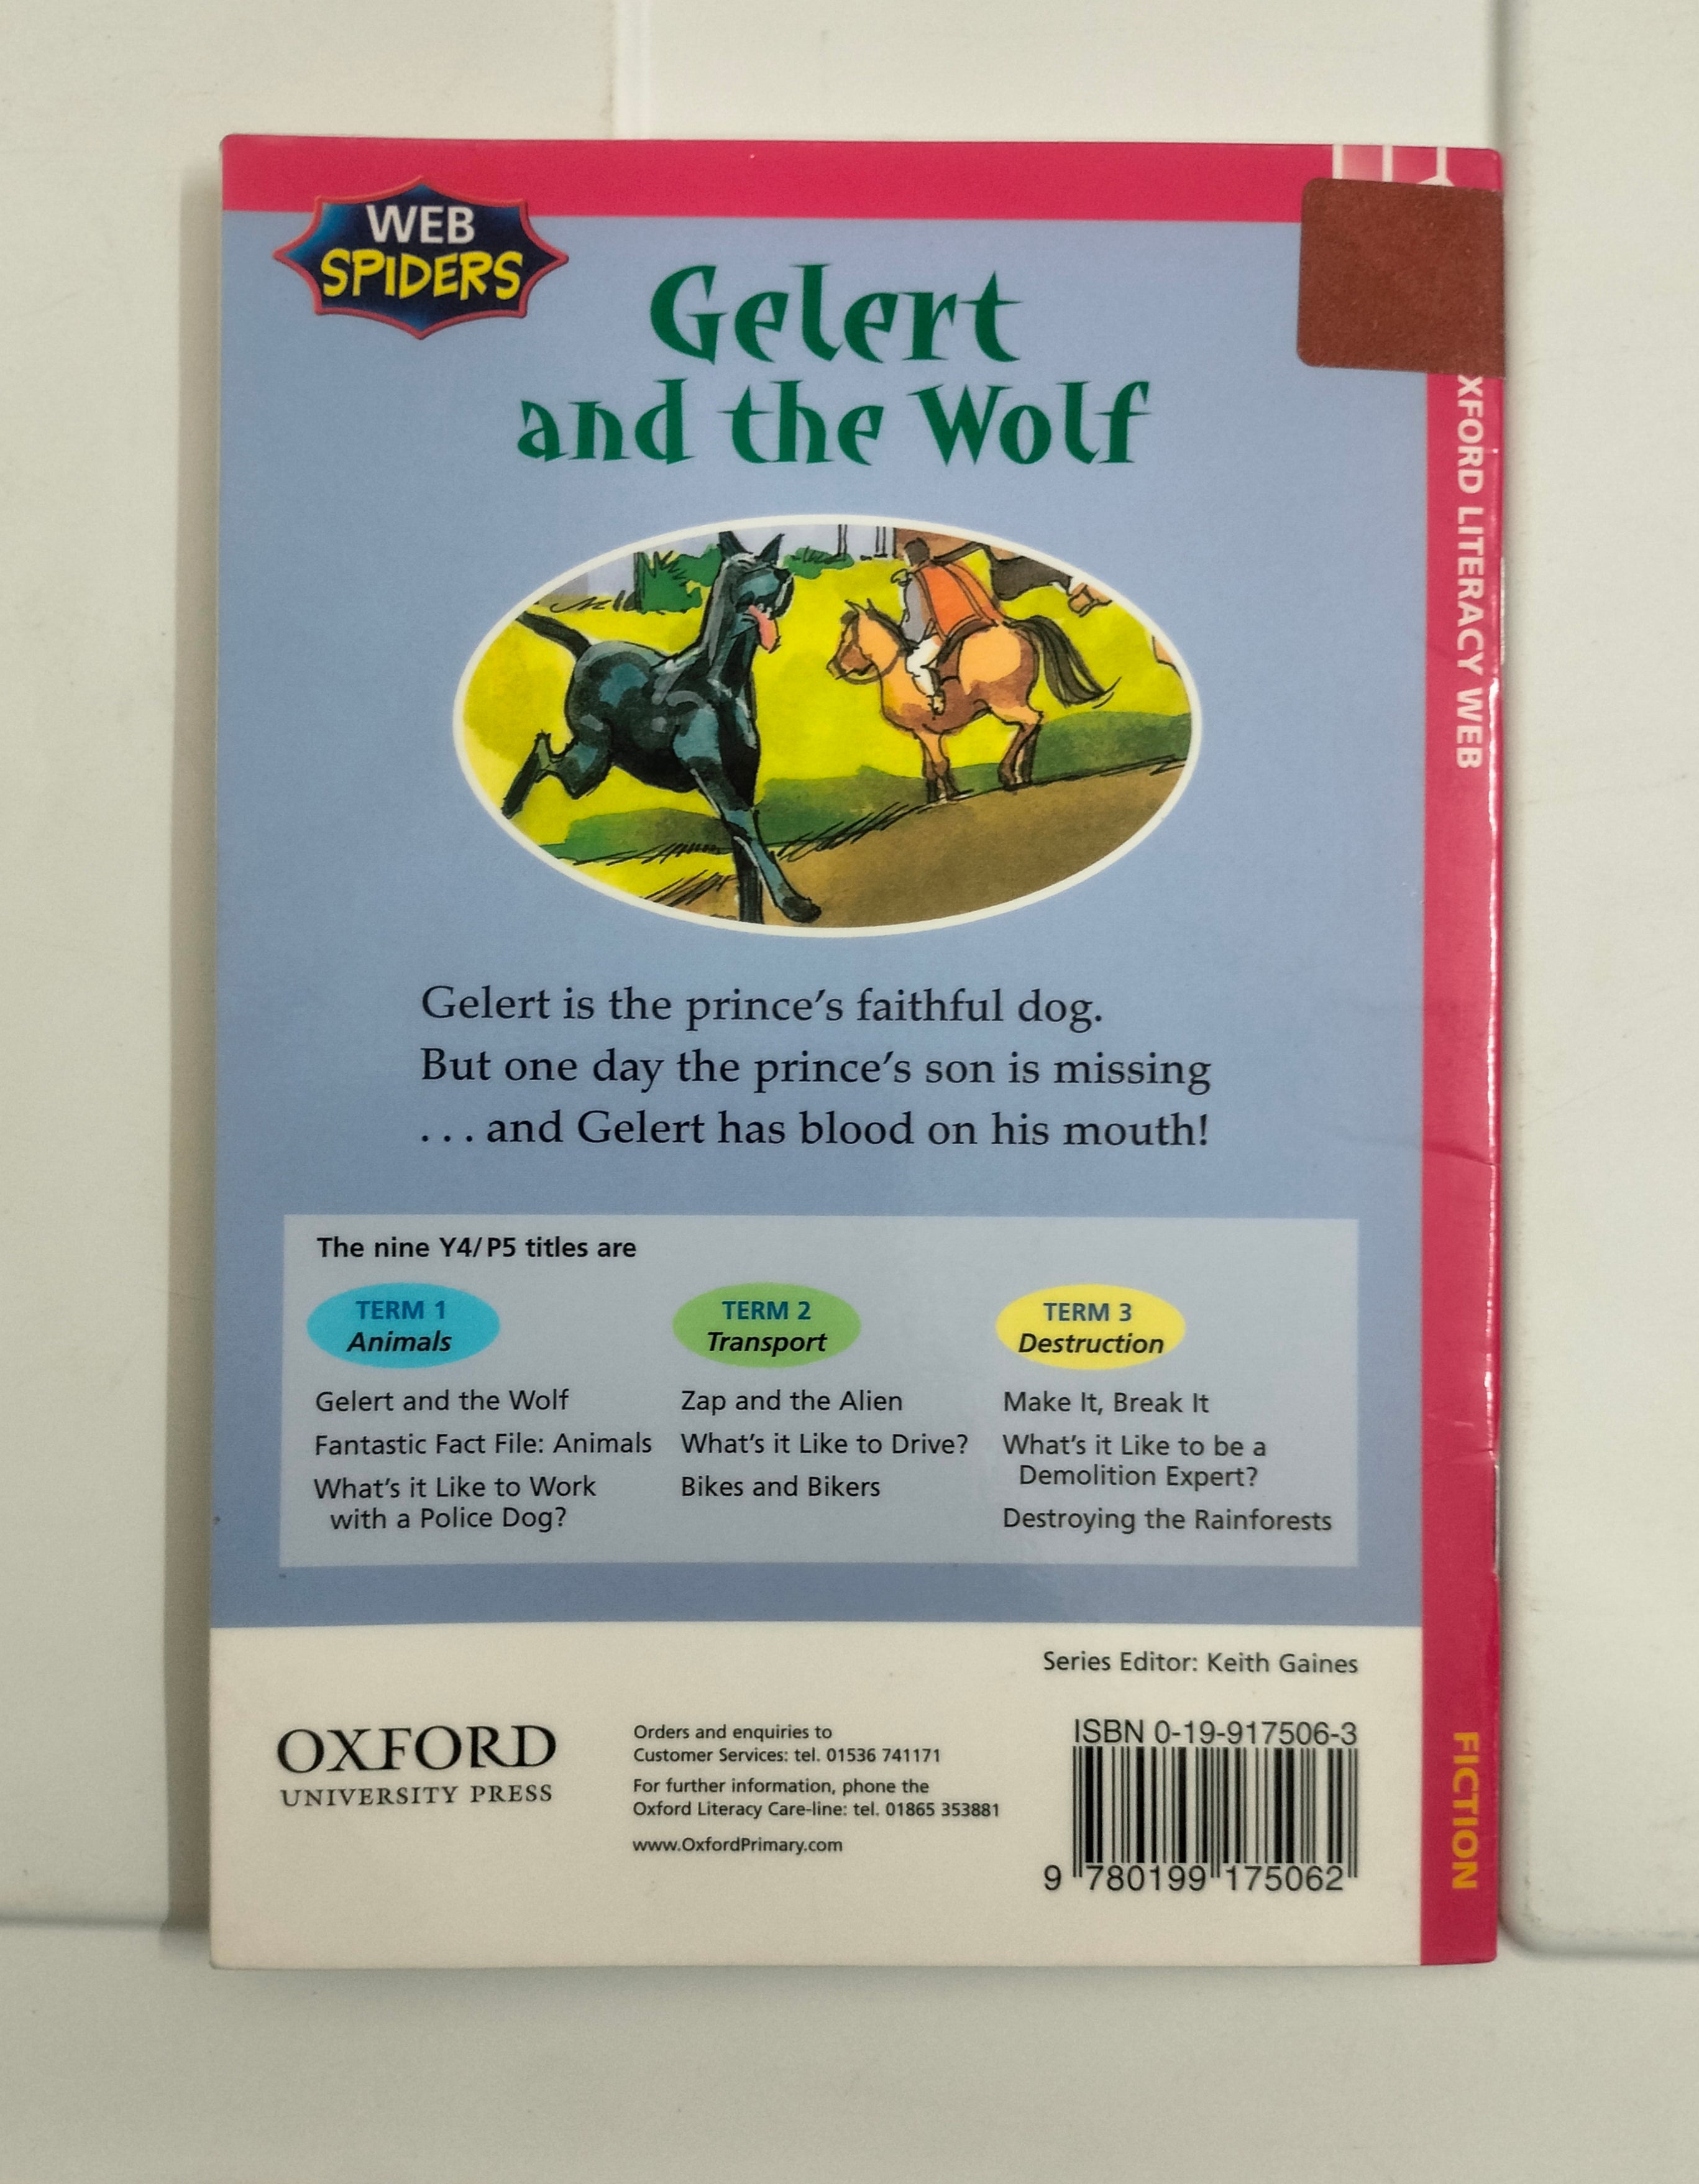 WEB
SPIDERS
Gelert
and the Wolf
Gelert is the prince's faithful dog.
But one day the prince's son is missing
... and Gelert has blood on his mouth!
The nine Y4/P5 titles are
TERM 1
Animals
Gelert and the Wolf
Fantastic Fact File: Animals
What's it Like to Work
with a Police Dog?
TERM 2
Transport
Zap and the Alien
What's it Like to Drive?
Bikes and Bikers
TERM 3
Destruction
Make It, Break It
What's it Like to be a
Demolition Expert?
Destroying the Rainforests
Series Editor: Keith Gaines
OXFORD
UNIVERSITY PRESS
Orders and enquiries to
Customer Services: tel. 01536 741171
For further information, phone the
Oxford Literacy Care-line: tel. 01865 353881
www.OxfordPrimary.com
ISBN 0-19-917506-3
9 780199 175062
XFORD LITERACY WEB
FICTION